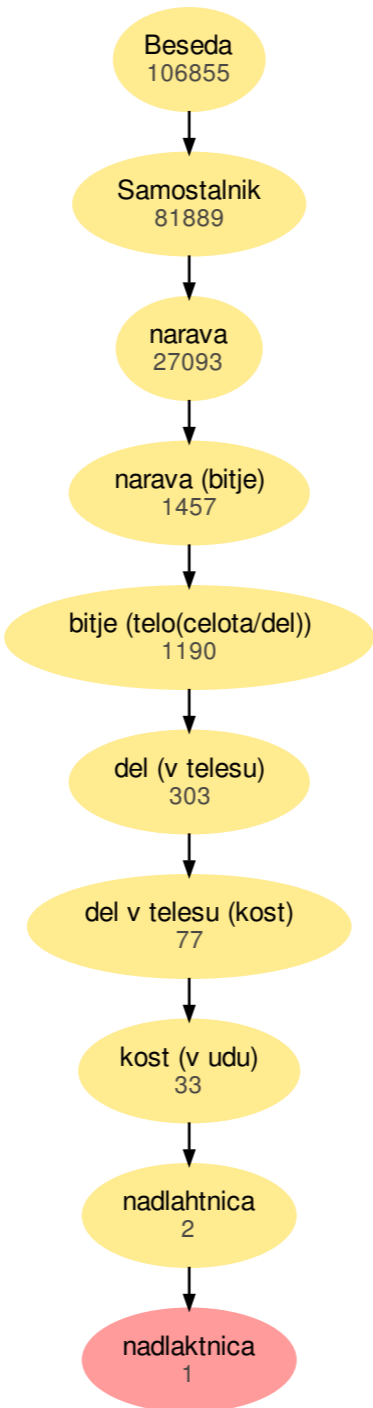 Beseda
106855
Samostalnik
81889
narava
27093
narava (bitje)
1457
bitje (telo(celota/del))
1190
del (v telesu)
303
del v telesu (kost)
77
kost (v udu)
33
nadlahtnica
2
nadlaktnica
1